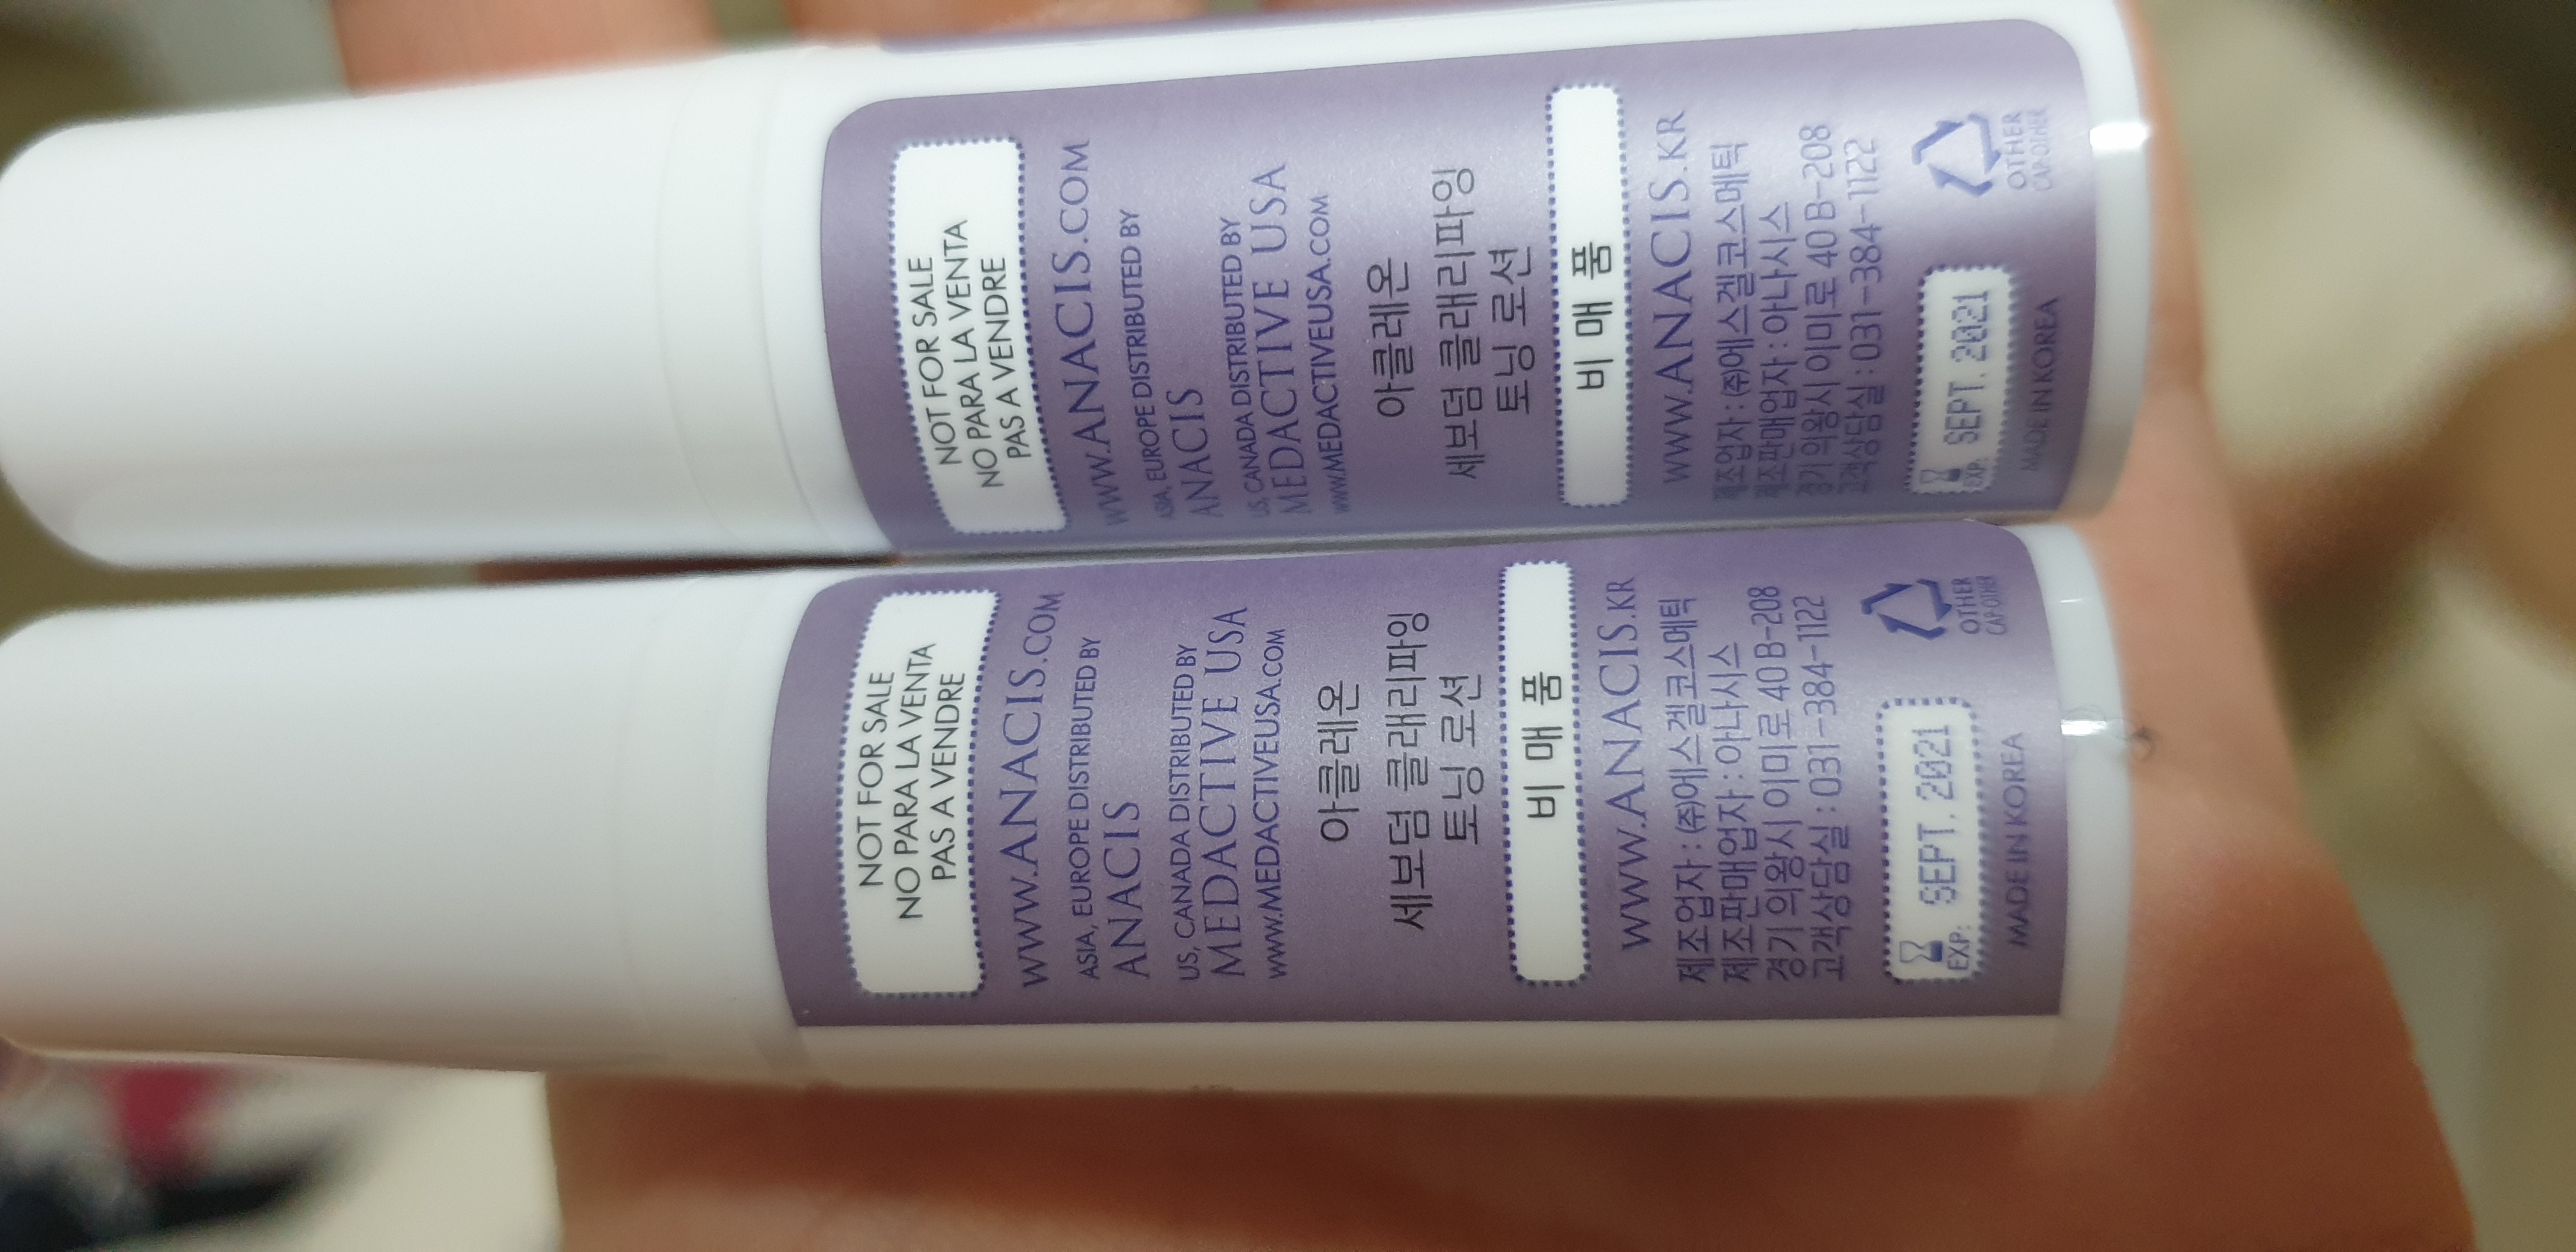 NOT FOR SALE
NO PARA LA VENTA
PAS A VENDRE
WWW.ANACIS.COM
ASIA, EUROPE DISTRIBUTED BY
ANACIS
US, CANADA DISTRIBUTED BY
MEDACTIVE USA
WWW.MEDACTIVEUSA.COM
아클레온
세보덤 클래리파잉
토닝 로션
비 매 품
WWW.ANACIS.KR
제조업자 : (주)에스겔코스메틱
제조판매업자 : 아나시스
경기 의왕시 이미로 40 B-208
고객상담실 : 031-384-1122
EXP: SEPT. 2021
OTHER
CAP:OTHER
MADE IN KOREA
NOT FOR SALE
NO PARA LA VENTA
PAS A VENDRE
WWW.ANACIS.COM
ASIA, EUROPE DISTRIBUTED BY
ANACIS
US, CANADA DISTRIBUTED BY
MEDACTIVE USA
WWW.MEDACTIVEUSA.COM
아클레온
세보덤 클래리파잉
토닝 로션
비 매 품
WWW.ANACIS.KR
제조업자 : (주)에스겔코스메틱
제조판매업자 : 아나시스
경기 의왕시 이미로 40 B-208
고객상담실 : 031-384-1122
EXP: SEPT. 2021
OTHER
CAP:OTHER
MADE IN KOREA